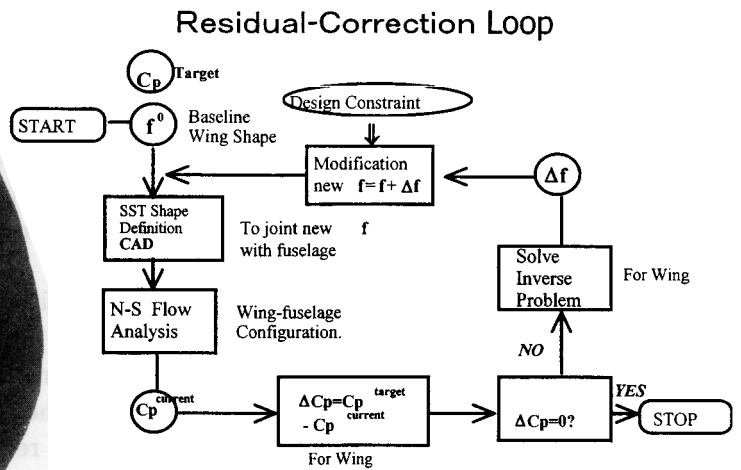 Residual-Correction Loop
Cp Target
START
f⁰
Baseline
Wing Shape
Design Constraint
Modification
new f=f+ Δf
Δf
SST Shape
Definition
CAD
To joint new f
with fuselage
Solve
Inverse
Problem
For Wing
N-S Flow
Analysis
Wing-fuselage
Configuration.
NO
Cp current
ΔCp=Cp target
- Cp current
For Wing
ΔCp=0?
YES
STOP